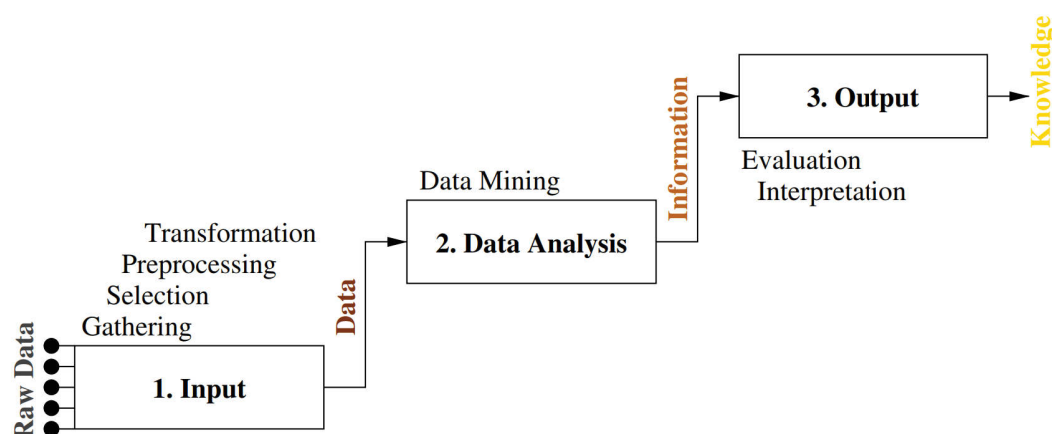 Raw Data
Transformation
Preprocessing
Selection
Gathering
1. Input
Data
Data Mining
2. Data Analysis
Information
3. Output
Evaluation
Interpretation
Knowledge